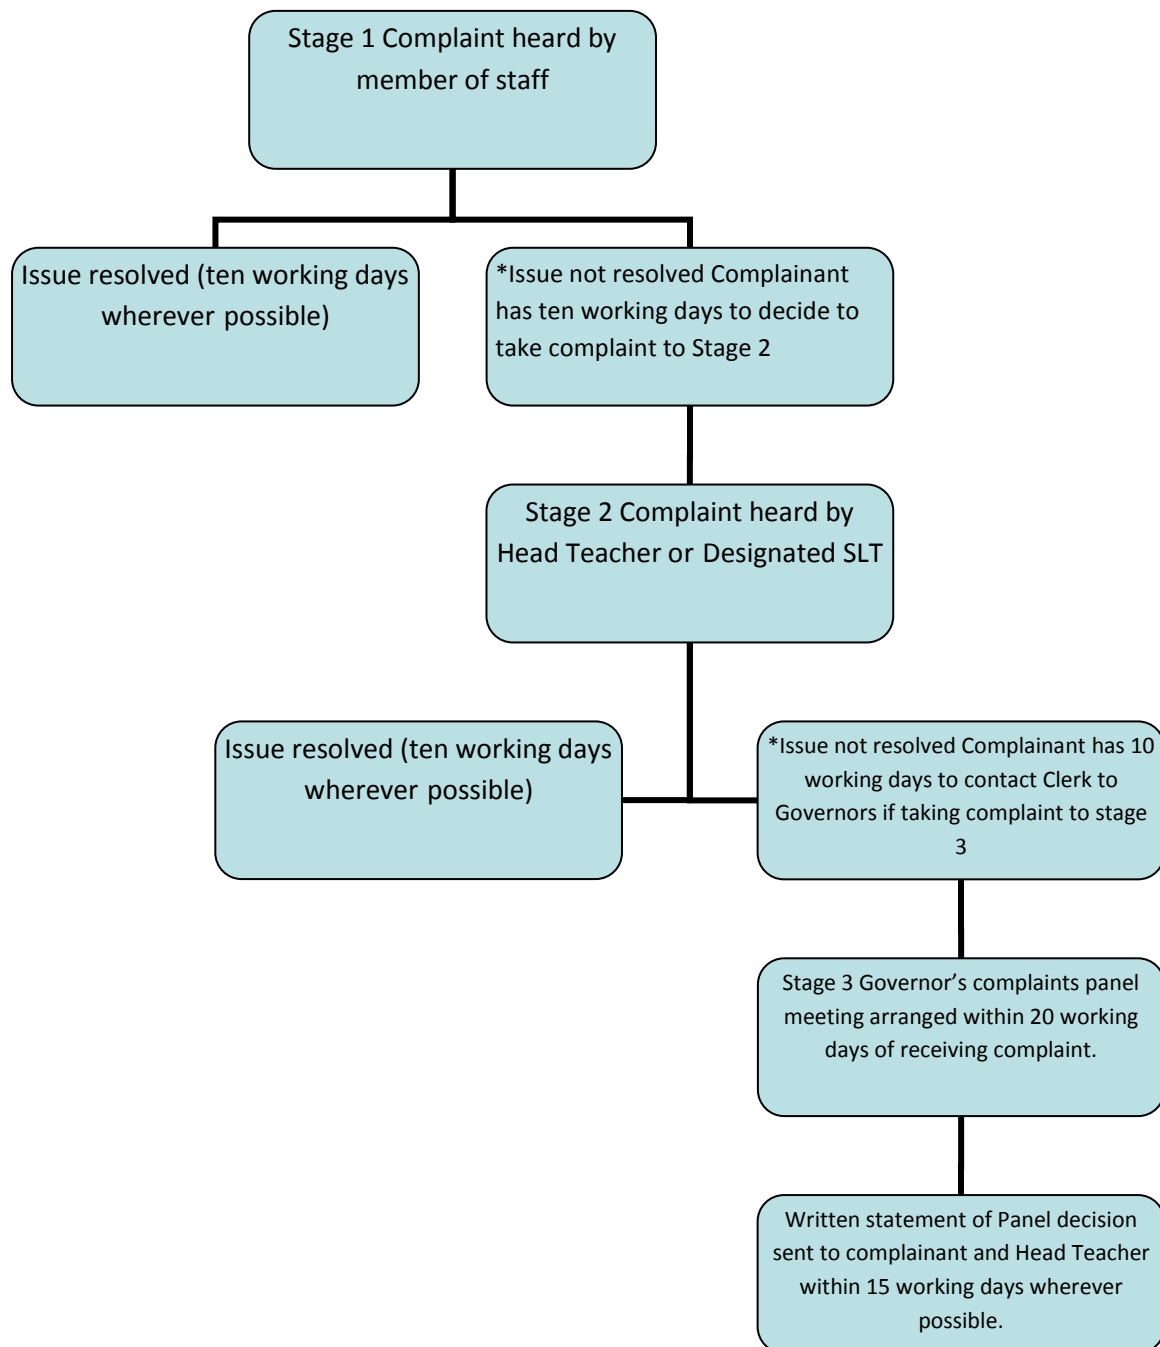 Stage 1 Complaint heard by
member of staff
Issue resolved (ten working days
wherever possible)
*Issue not resolved Complainant
has ten working days to decide to
take complaint to Stage 2
Stage 2 Complaint heard by
Head Teacher or Designated SLT
Issue resolved (ten working days
wherever possible)
*Issue not resolved Complainant has 10
working days to contact Clerk to
Governors if taking complaint to stage
3
Stage 3 Governor’s complaints panel
meeting arranged within 20 working
days of receiving complaint.
Written statement of Panel decision
sent to complainant and Head Teacher
within 15 working days wherever
possible.